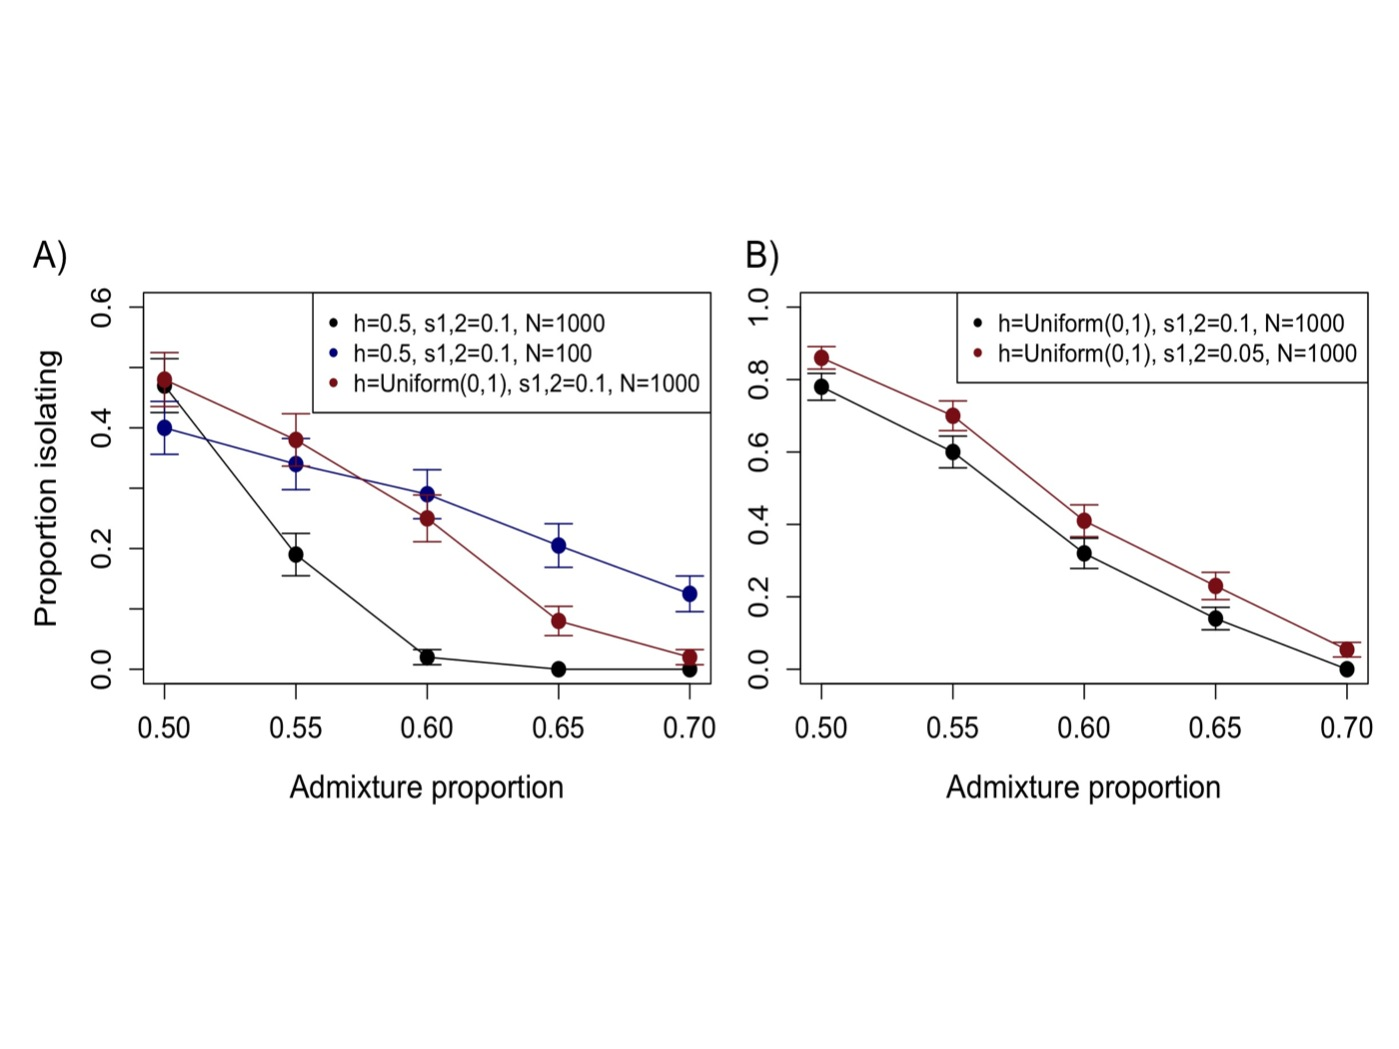 A)
0.6
0.4
0.2
0.0
Proportion isolating
h=0.5, s1,2=0.1, N=1000
h=0.5, s1,2=0.1, N=100
h=Uniform(0,1), s1,2=0.1, N=1000
0.50 0.55 0.60 0.65 0.70
Admixture proportion
B)
1.0
0.8
0.6
0.4
0.2
0.0
h=Uniform(0,1), s1,2=0.1, N=1000
h=Uniform(0,1), s1,2=0.05, N=1000
0.50 0.55 0.60 0.65 0.70
Admixture proportion